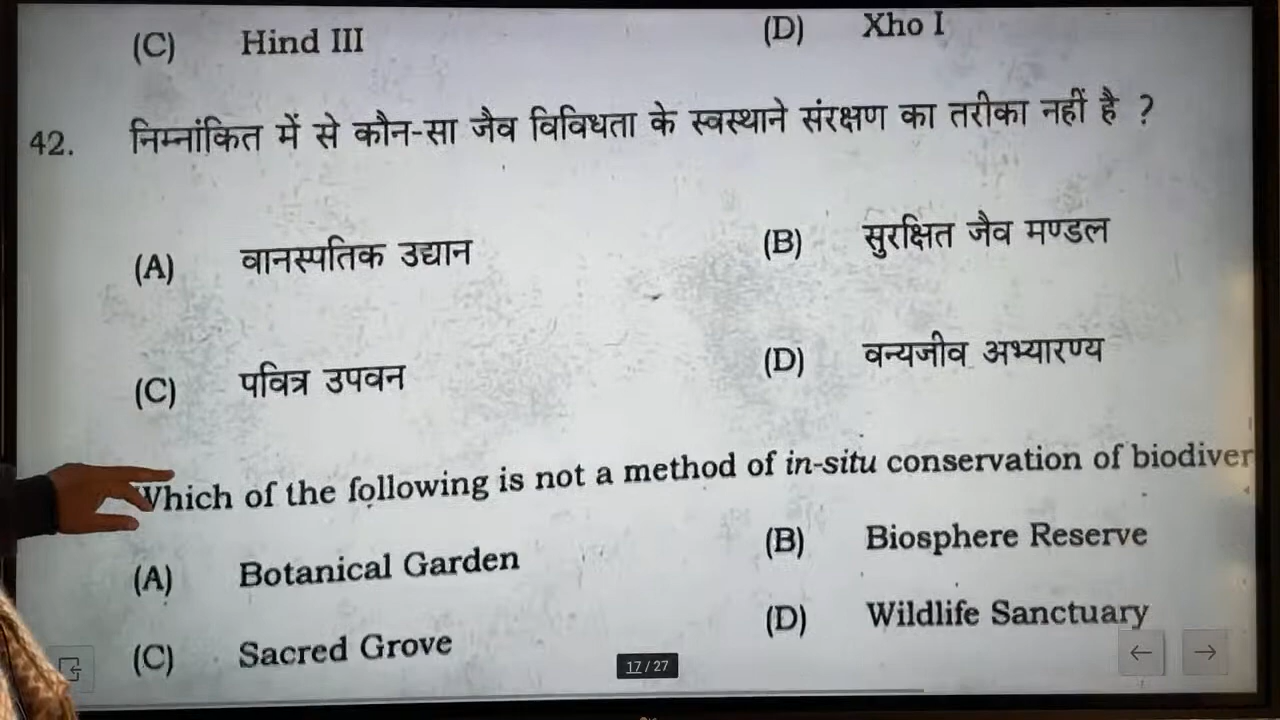 (C) Hind III (D) Xho I
42. निम्नांकित में से कौन-सा जैव विविधता के स्वस्थाने संरक्षण का तरीका नहीं है ?
(A) वानस्पतिक उद्यान (B) सुरक्षित जैव मण्डल
(C) पवित्र उपवन (D) वन्यजीव अभ्यारण्य
Which of the following is not a method of in-situ conservation of biodiver
(A) Botanical Garden (B) Biosphere Reserve
(C) Sacred Grove (D) Wildlife Sanctuary
17 / 27